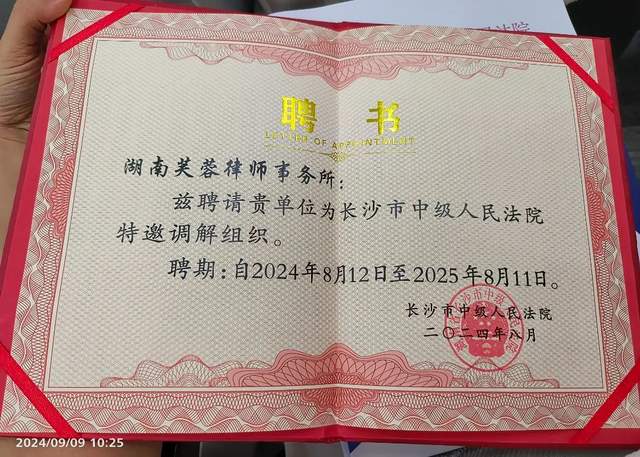 聘 书
LETTER OF APPOINTMENT
湖南芙蓉律师事务所：
兹聘请贵单位为长沙市中级人民法院
特邀调解组织。
聘期：自2024年8月12日至2025年8月11日。
长沙市中级人民法院
二〇二四年八月
2024/09/09 10:25